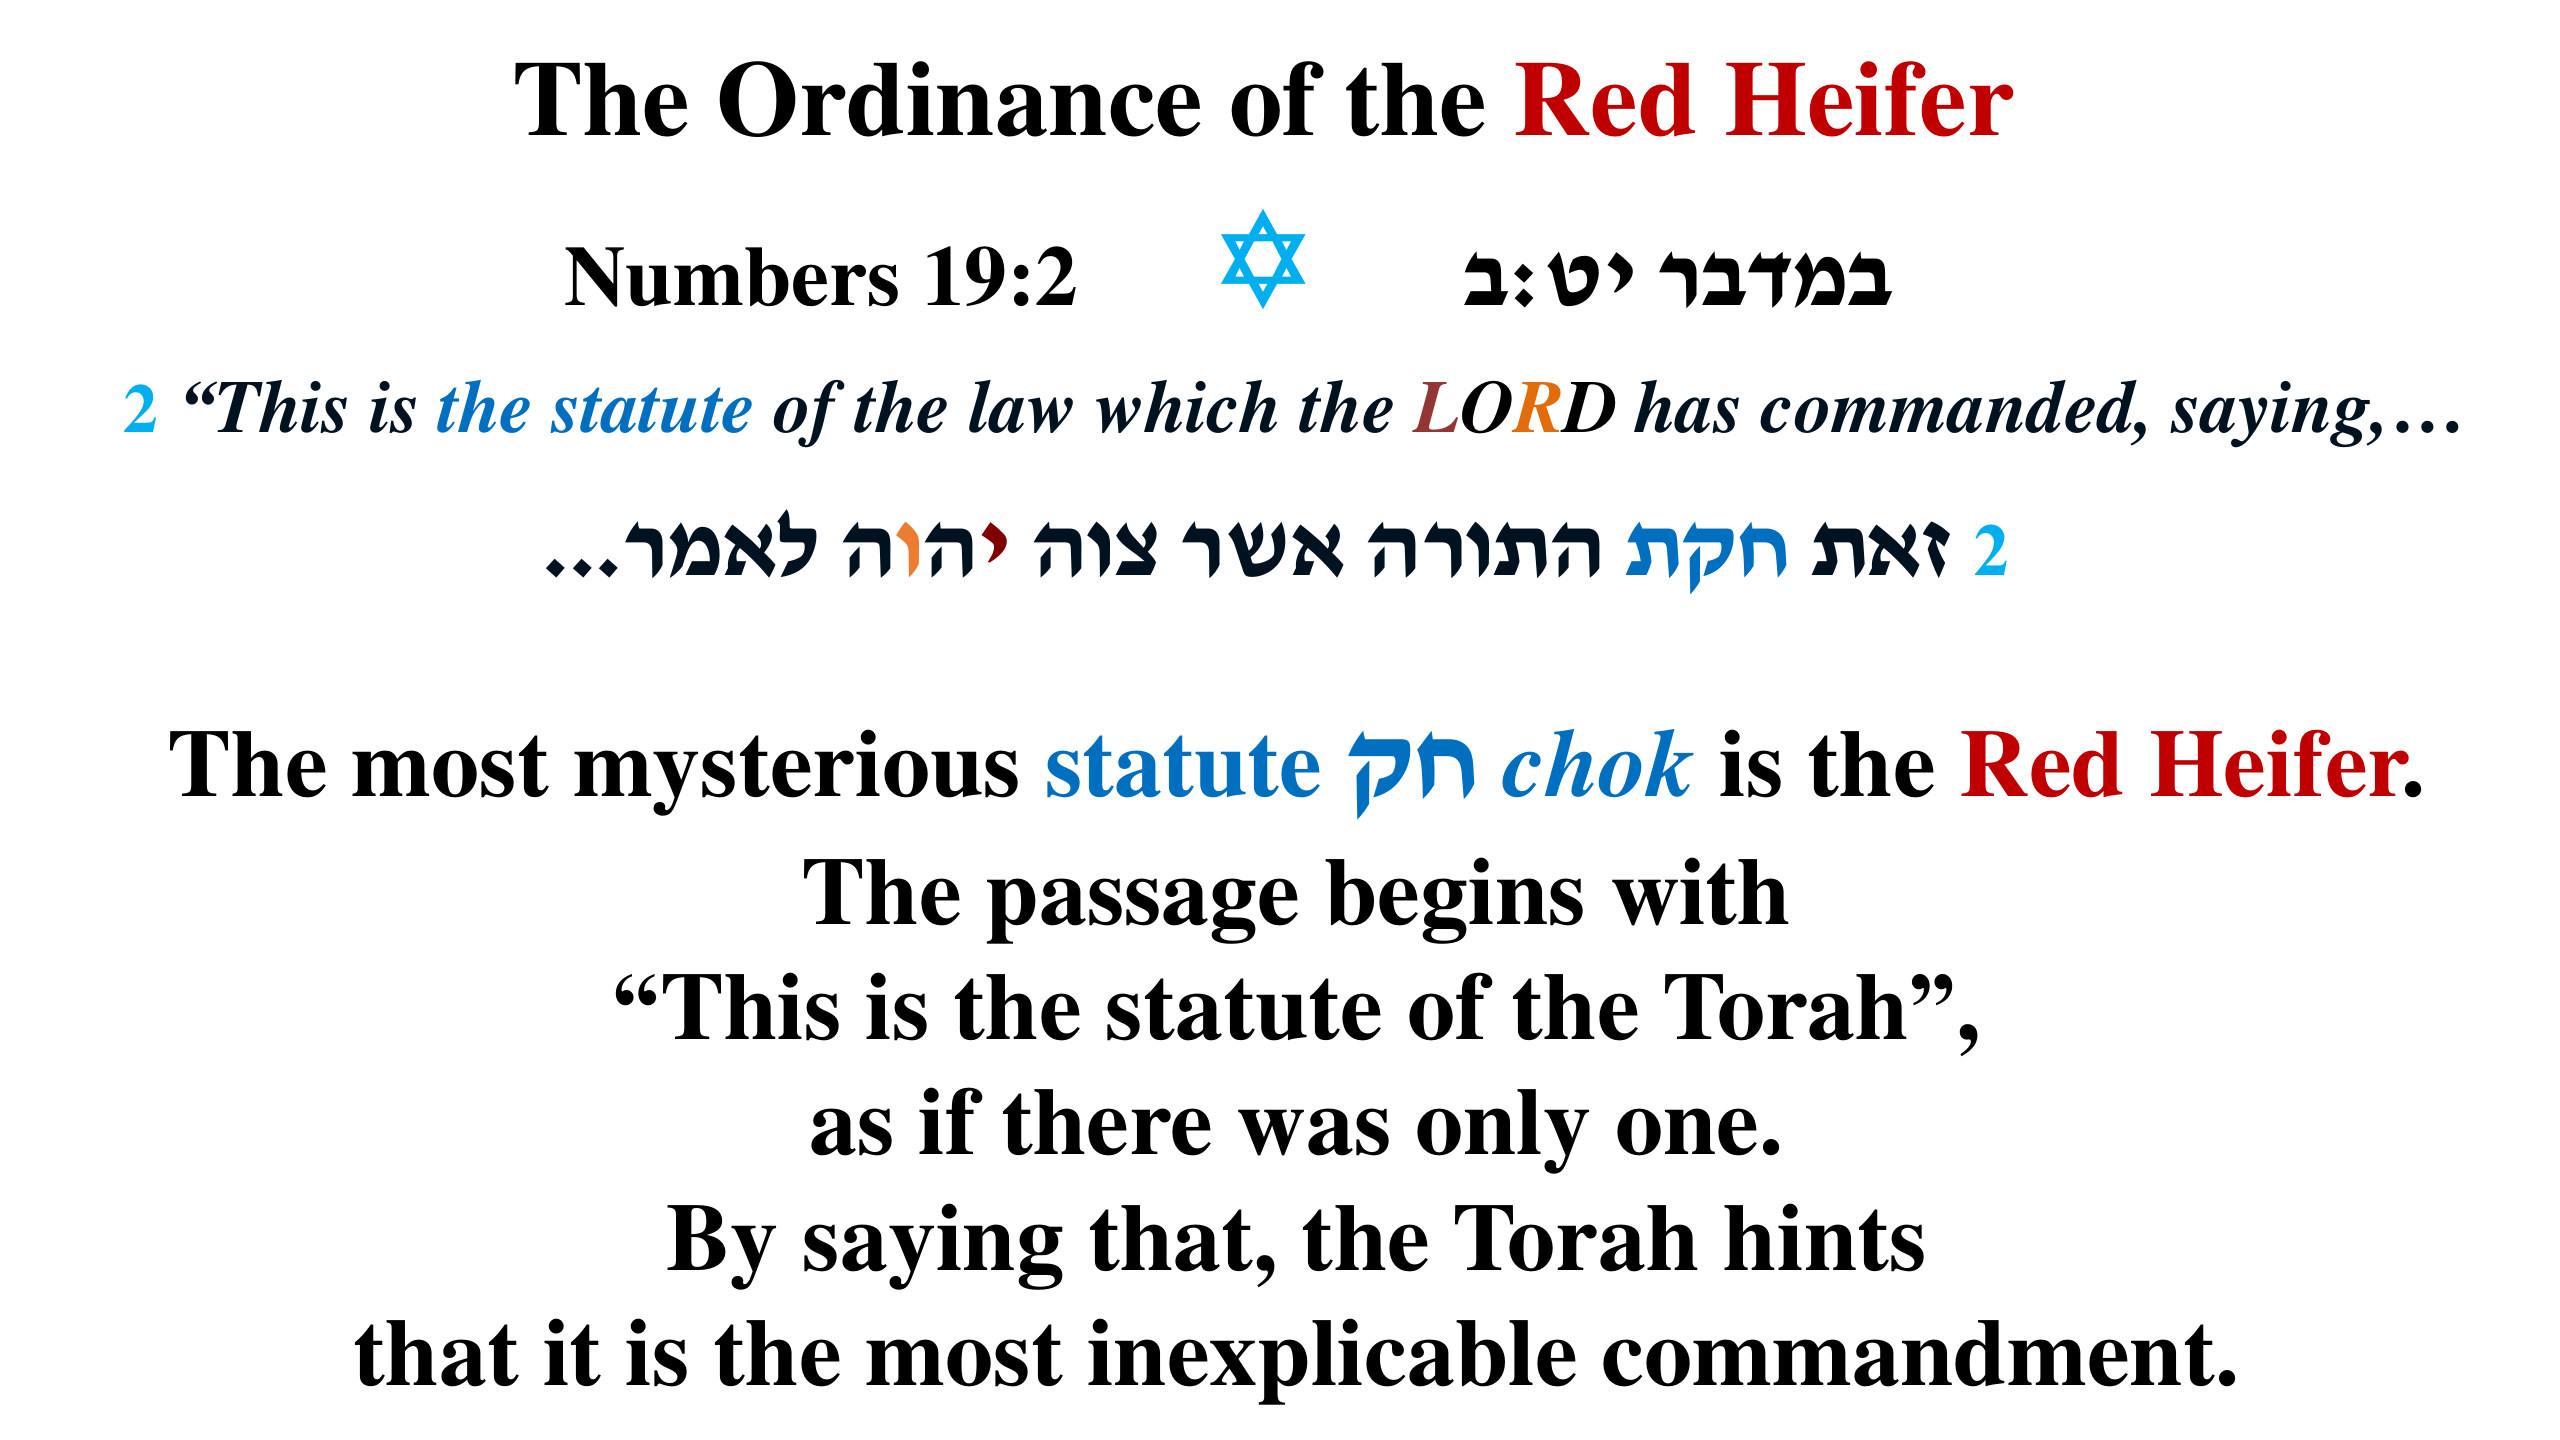 The Ordinance of the Red Heifer
Numbers 19:2 ✡ במדבר יט:ב
2 “This is the statute of the law which the LORD has commanded, saying,…
2 זאת חקת התורה אשר צוה יהוה לאמר...
The most mysterious statute חק chok is the Red Heifer.
The passage begins with
“This is the statute of the Torah”,
as if there was only one.
By saying that, the Torah hints
that it is the most inexplicable commandment.